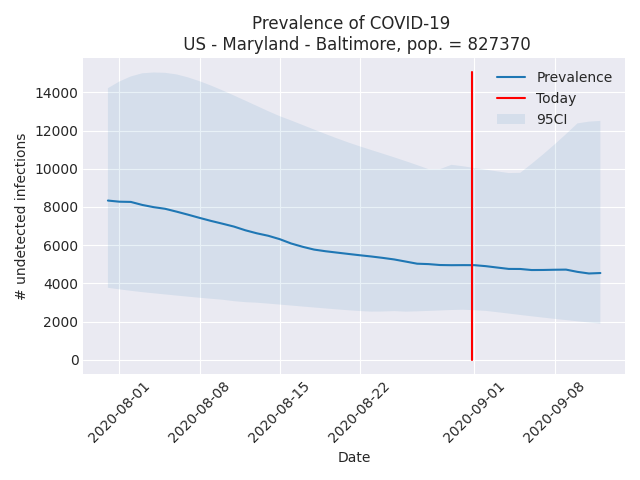 Prevalence of COVID-19
US - Maryland - Baltimore, pop. = 827370
Prevalence
Today
95CI
# undetected infections
14000
12000
10000
8000
6000
4000
2000
0
2020-08-01
2020-08-08
2020-08-15
2020-08-22
2020-09-01
2020-09-08
Date